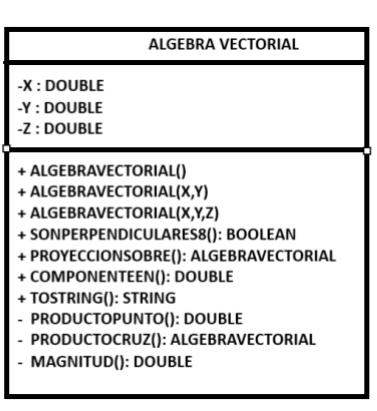 ALGEBRA VECTORIAL
-X : DOUBLE
-Y : DOUBLE
-Z : DOUBLE
+ ALGEBRAVECTORIAL()
+ ALGEBRAVECTORIAL(X,Y)
+ ALGEBRAVECTORIAL(X,Y,Z)
+ SONPERPENDICULARES8(): BOOLEAN
+ PROYECCIONSOBRE(): ALGEBRAVECTORIAL
+ COMPONENTEEN(): DOUBLE
+ TOSTRING(): STRING
- PRODUCTOPUNTO(): DOUBLE
- PRODUCTOCRUZ(): ALGEBRAVECTORIAL
- MAGNITUD(): DOUBLE